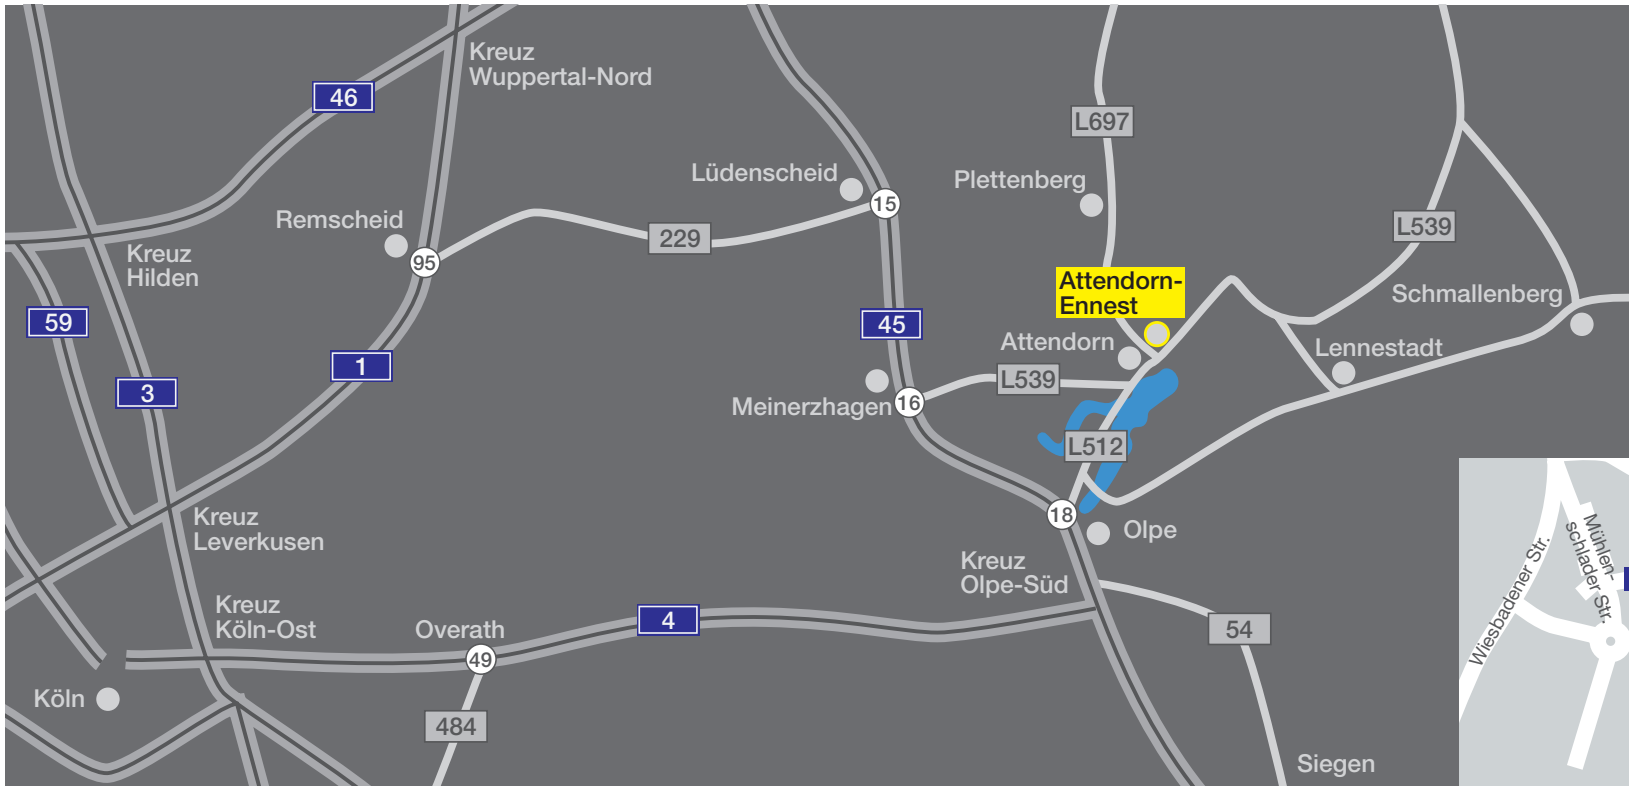 Kreuz
Wuppertal-Nord
46
L697
Lüdenscheid
Plettenberg
15
Remscheid
L539
229
Kreuz
Hilden
95
Attendorn-
Ennest
Schmallenberg
59
45
Attendorn
Lennestadt
1
L539
3
Meinerzhagen
16
L512
Kreuz
Leverkusen
18
Olpe
Kreuz
Olpe-Süd
Mühlen-
schlader Str.
Wiesbadener Str.
Kreuz
Köln-Ost
Overath
4
54
49
Köln
484
Siegen